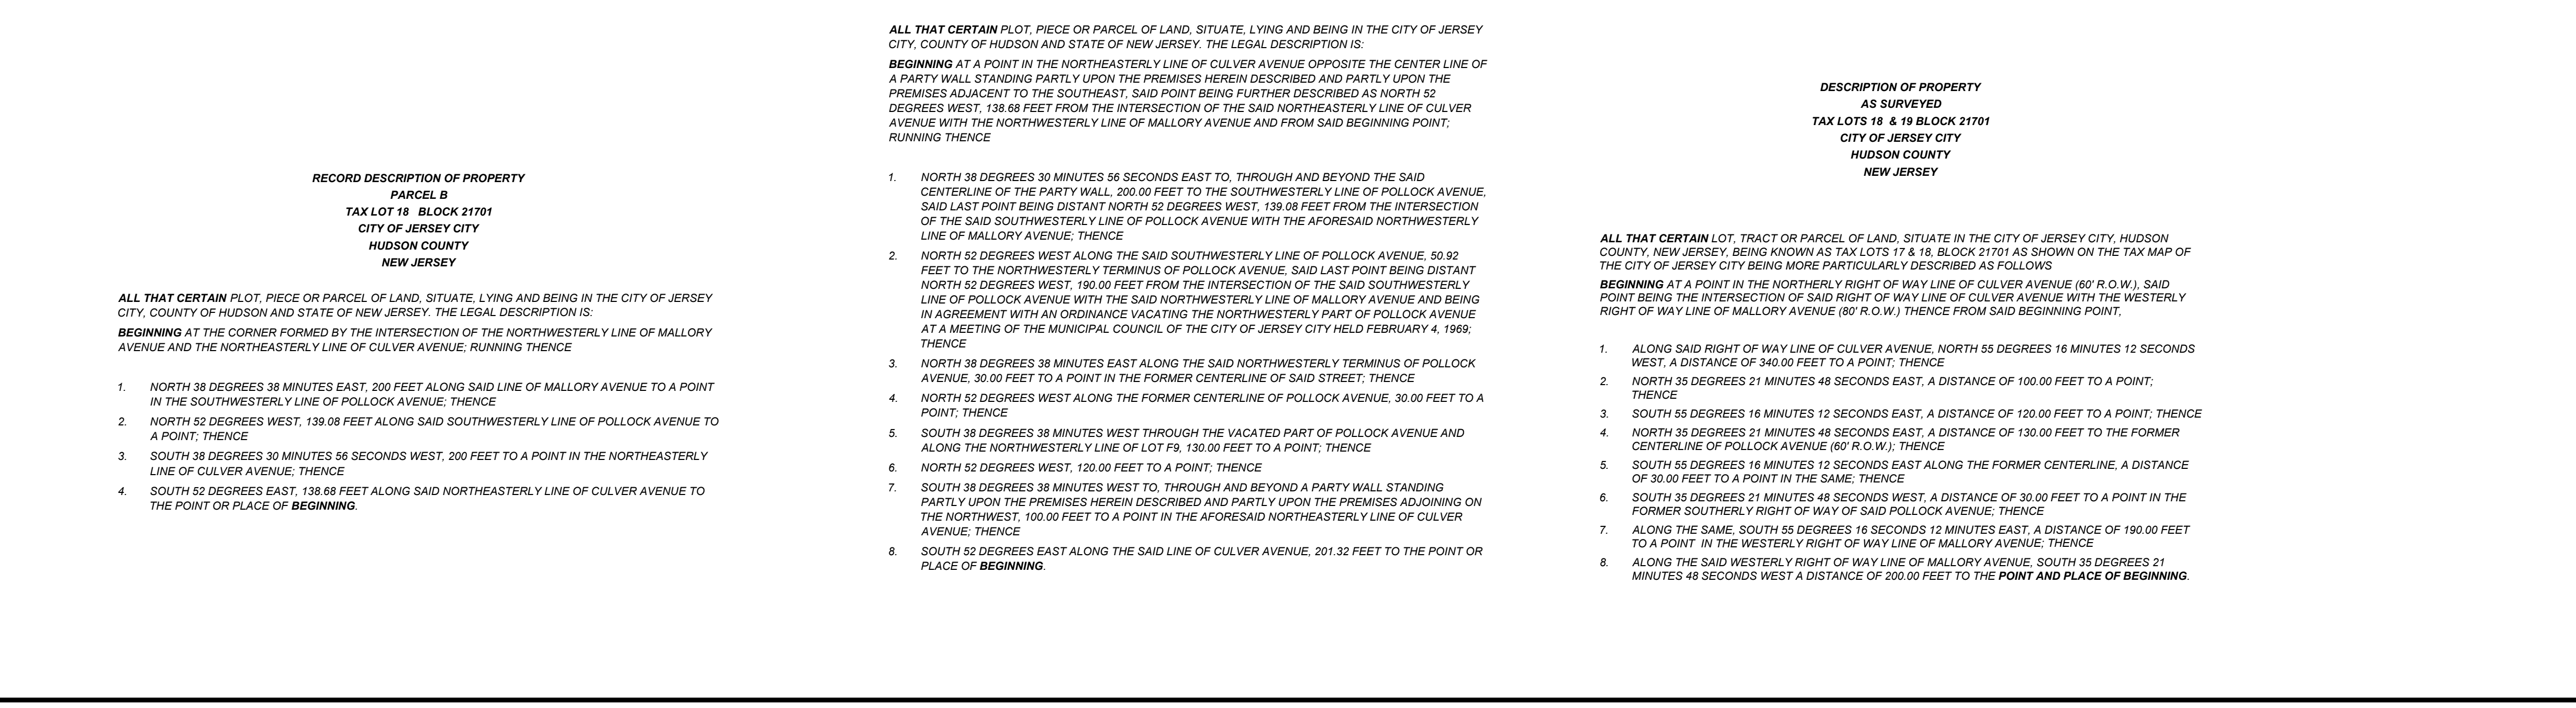 RECORD DESCRIPTION OF PROPERTY
PARCEL B
TAX LOT 18 BLOCK 21701
CITY OF JERSEY CITY
HUDSON COUNTY
NEW JERSEY
ALL THAT CERTAIN PLOT, PIECE OR PARCEL OF LAND, SITUATE, LYING AND BEING IN THE CITY OF JERSEY
CITY, COUNTY OF HUDSON AND STATE OF NEW JERSEY. THE LEGAL DESCRIPTION IS:
BEGINNING AT THE CORNER FORMED BY THE INTERSECTION OF THE NORTHWESTERLY LINE OF MALLORY
AVENUE AND THE NORTHEASTERLY LINE OF CULVER AVENUE; RUNNING THENCE
1. NORTH 38 DEGREES 38 MINUTES EAST, 200 FEET ALONG SAID LINE OF MALLORY AVENUE TO A POINT
IN THE SOUTHWESTERLY LINE OF POLLOCK AVENUE; THENCE
2. NORTH 52 DEGREES WEST, 139.08 FEET ALONG SAID SOUTHWESTERLY LINE OF POLLOCK AVENUE TO
A POINT; THENCE
3. SOUTH 38 DEGREES 30 MINUTES 56 SECONDS WEST, 200 FEET TO A POINT IN THE NORTHEASTERLY
LINE OF CULVER AVENUE; THENCE
4. SOUTH 52 DEGREES EAST, 138.68 FEET ALONG SAID NORTHEASTERLY LINE OF CULVER AVENUE TO
THE POINT OR PLACE OF BEGINNING.
ALL THAT CERTAIN PLOT, PIECE OR PARCEL OF LAND, SITUATE, LYING AND BEING IN THE CITY OF JERSEY
CITY, COUNTY OF HUDSON AND STATE OF NEW JERSEY. THE LEGAL DESCRIPTION IS:
BEGINNING AT A POINT IN THE NORTHEASTERLY LINE OF CULVER AVENUE OPPOSITE THE CENTER LINE OF
A PARTY WALL STANDING PARTLY UPON THE PREMISES HEREIN DESCRIBED AND PARTLY UPON THE
PREMISES ADJACENT TO THE SOUTHEAST, SAID POINT BEING FURTHER DESCRIBED AS NORTH 52
DEGREES WEST, 138.68 FEET FROM THE INTERSECTION OF THE SAID NORTHEASTERLY LINE OF CULVER
AVENUE WITH THE NORTHWESTERLY LINE OF MALLORY AVENUE AND FROM SAID BEGINNING POINT;
RUNNING THENCE
1. NORTH 38 DEGREES 30 MINUTES 56 SECONDS EAST TO, THROUGH AND BEYOND THE SAID
CENTERLINE OF THE PARTY WALL, 200.00 FEET TO THE SOUTHWESTERLY LINE OF POLLOCK AVENUE,
SAID LAST POINT BEING DISTANT NORTH 52 DEGREES WEST, 139.08 FEET FROM THE INTERSECTION
OF THE SAID SOUTHWESTERLY LINE OF POLLOCK AVENUE WITH THE AFORESAID NORTHWESTERLY
LINE OF MALLORY AVENUE; THENCE
2. NORTH 52 DEGREES WEST ALONG THE SAID SOUTHWESTERLY LINE OF POLLOCK AVENUE, 50.92
FEET TO THE NORTHWESTERLY TERMINUS OF POLLOCK AVENUE, SAID LAST POINT BEING DISTANT
NORTH 52 DEGREES WEST, 190.00 FEET FROM THE INTERSECTION OF THE SAID SOUTHWESTERLY
LINE OF POLLOCK AVENUE WITH THE SAID NORTHWESTERLY LINE OF MALLORY AVENUE AND BEING
IN AGREEMENT WITH AN ORDINANCE VACATING THE NORTHWESTERLY PART OF POLLOCK AVENUE
AT A MEETING OF THE MUNICIPAL COUNCIL OF THE CITY OF JERSEY CITY HELD FEBRUARY 4, 1969;
THENCE
3. NORTH 38 DEGREES 38 MINUTES EAST ALONG THE SAID NORTHWESTERLY TERMINUS OF POLLOCK
AVENUE, 30.00 FEET TO A POINT IN THE FORMER CENTERLINE OF SAID STREET; THENCE
4. NORTH 52 DEGREES WEST ALONG THE FORMER CENTERLINE OF POLLOCK AVENUE, 30.00 FEET TO A
POINT; THENCE
5. SOUTH 38 DEGREES 38 MINUTES WEST THROUGH THE VACATED PART OF POLLOCK AVENUE AND
ALONG THE NORTHWESTERLY LINE OF LOT F9, 130.00 FEET TO A POINT; THENCE
6. NORTH 52 DEGREES WEST, 120.00 FEET TO A POINT; THENCE
7. SOUTH 38 DEGREES 38 MINUTES WEST TO, THROUGH AND BEYOND A PARTY WALL STANDING
PARTLY UPON THE PREMISES HEREIN DESCRIBED AND PARTLY UPON THE PREMISES ADJOINING ON
THE NORTHWEST, 100.00 FEET TO A POINT IN THE AFORESAID NORTHEASTERLY LINE OF CULVER
AVENUE; THENCE
8. SOUTH 52 DEGREES EAST ALONG THE SAID LINE OF CULVER AVENUE, 201.32 FEET TO THE POINT OR
PLACE OF BEGINNING.
DESCRIPTION OF PROPERTY
AS SURVEYED
TAX LOTS 18 & 19 BLOCK 21701
CITY OF JERSEY CITY
HUDSON COUNTY
NEW JERSEY
ALL THAT CERTAIN LOT, TRACT OR PARCEL OF LAND, SITUATE IN THE CITY OF JERSEY CITY, HUDSON
COUNTY, NEW JERSEY, BEING KNOWN AS TAX LOTS 17 & 18, BLOCK 21701 AS SHOWN ON THE TAX MAP OF
THE CITY OF JERSEY CITY BEING MORE PARTICULARLY DESCRIBED AS FOLLOWS
BEGINNING AT A POINT IN THE NORTHERLY RIGHT OF WAY LINE OF CULVER AVENUE (60' R.O.W.), SAID
POINT BEING THE INTERSECTION OF SAID RIGHT OF WAY LINE OF CULVER AVENUE WITH THE WESTERLY
RIGHT OF WAY LINE OF MALLORY AVENUE (80' R.O.W.) THENCE FROM SAID BEGINNING POINT,
1. ALONG SAID RIGHT OF WAY LINE OF CULVER AVENUE, NORTH 55 DEGREES 16 MINUTES 12 SECONDS
WEST, A DISTANCE OF 340.00 FEET TO A POINT; THENCE
2. NORTH 35 DEGREES 21 MINUTES 48 SECONDS EAST, A DISTANCE OF 100.00 FEET TO A POINT;
THENCE
3. SOUTH 55 DEGREES 16 MINUTES 12 SECONDS EAST, A DISTANCE OF 120.00 FEET TO A POINT; THENCE
4. NORTH 35 DEGREES 21 MINUTES 48 SECONDS EAST, A DISTANCE OF 130.00 FEET TO THE FORMER
CENTERLINE OF POLLOCK AVENUE (60' R.O.W.); THENCE
5. SOUTH 55 DEGREES 16 MINUTES 12 SECONDS EAST ALONG THE FORMER CENTERLINE, A DISTANCE
OF 30.00 FEET TO A POINT IN THE SAME; THENCE
6. SOUTH 35 DEGREES 21 MINUTES 48 SECONDS WEST, A DISTANCE OF 30.00 FEET TO A POINT IN THE
FORMER SOUTHERLY RIGHT OF WAY OF SAID POLLOCK AVENUE; THENCE
7. ALONG THE SAME, SOUTH 55 DEGREES 16 SECONDS 12 MINUTES EAST, A DISTANCE OF 190.00 FEET
TO A POINT IN THE WESTERLY RIGHT OF WAY LINE OF MALLORY AVENUE; THENCE
8. ALONG THE SAID WESTERLY RIGHT OF WAY LINE OF MALLORY AVENUE, SOUTH 35 DEGREES 21
MINUTES 48 SECONDS WEST A DISTANCE OF 200.00 FEET TO THE POINT AND PLACE OF BEGINNING.